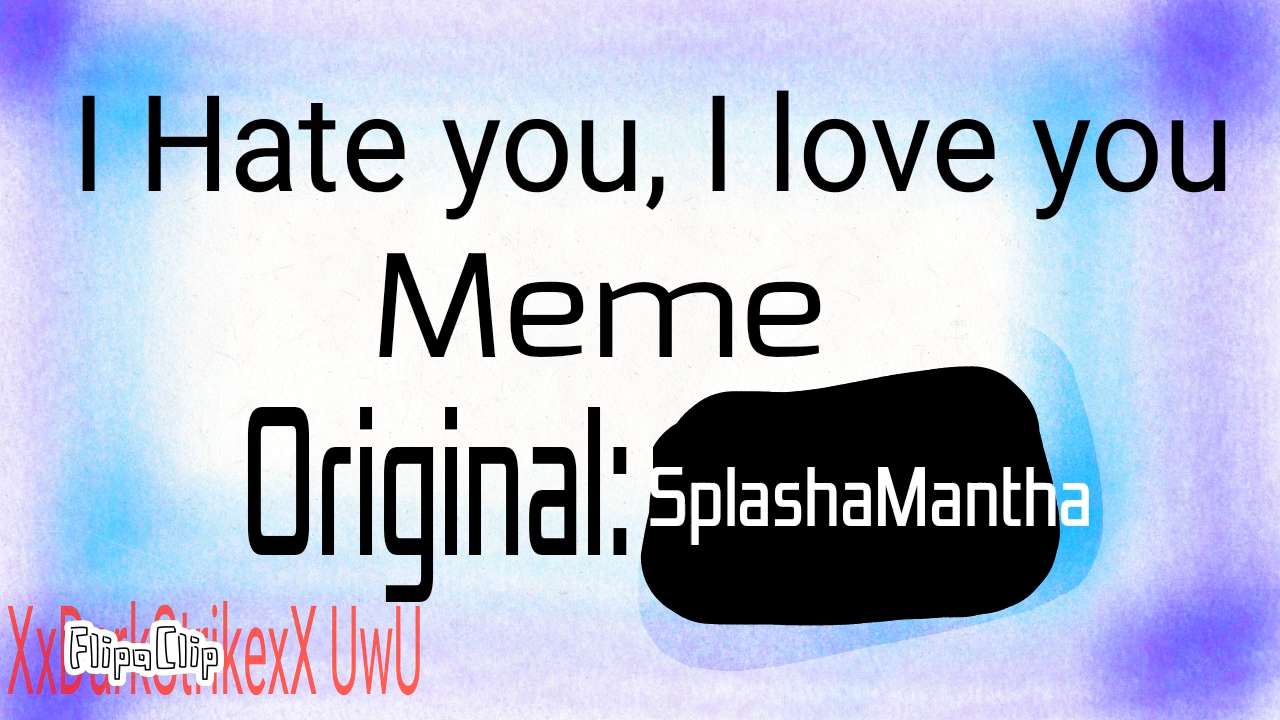 I Hate you, I love you
Meme
Original: SplashaMantha
XxDarkStrikexX UwU
FlipaClip